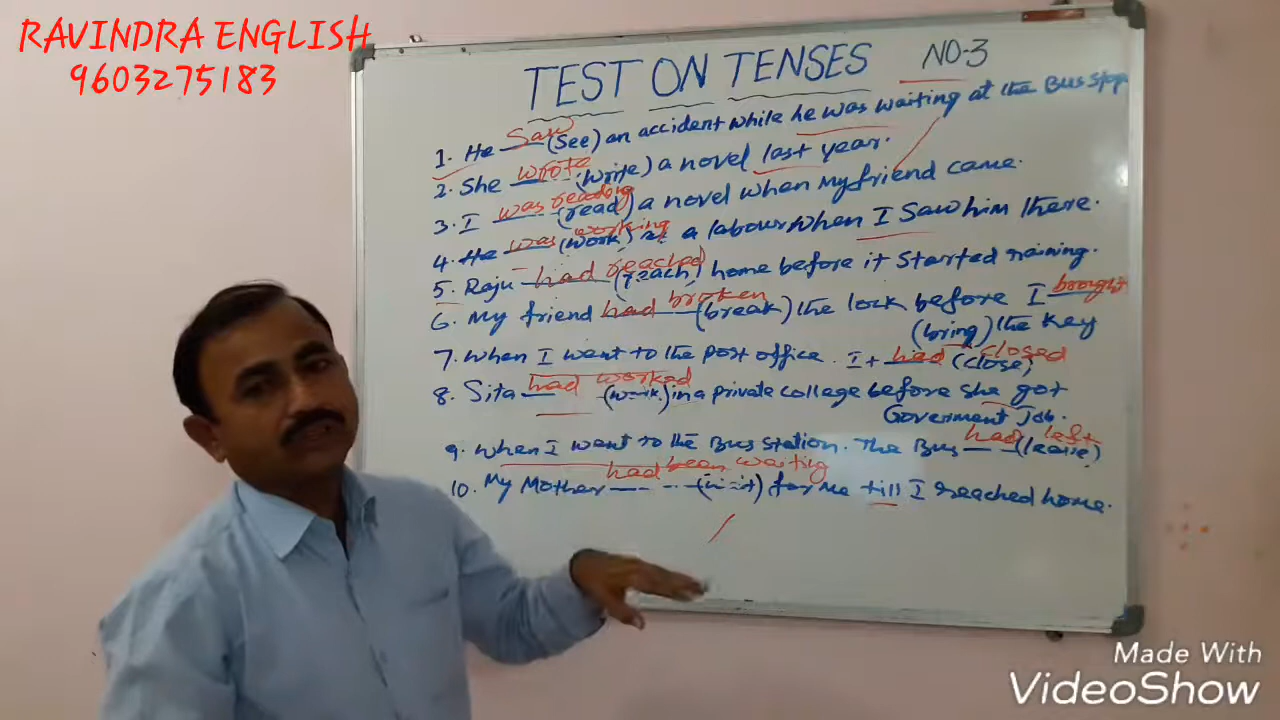 RAVINDRA ENGLISH
9603275183
TEST ON TENSES NO-3
1. He saw (see) an accident while he was waiting at the Bus stop
2. She wrote (write) a novel last year.
3. I was reading (read) a novel when my friend came.
4. He was working (work) as a labour when I saw him there.
5. Raju had reached (reach) home before it started raining.
6. My friend had broken (break) the lock before I brought
(bring) the key
7. when I went to the post office. It had closed (close)
8. Sita had worked (work) in a private college before she got
Goverment Job.
9. when I went to the Bus station. The Bus had left (leave)
10. My Mother had been waiting (wait) for me till I reached home.
Made With
VideoShow